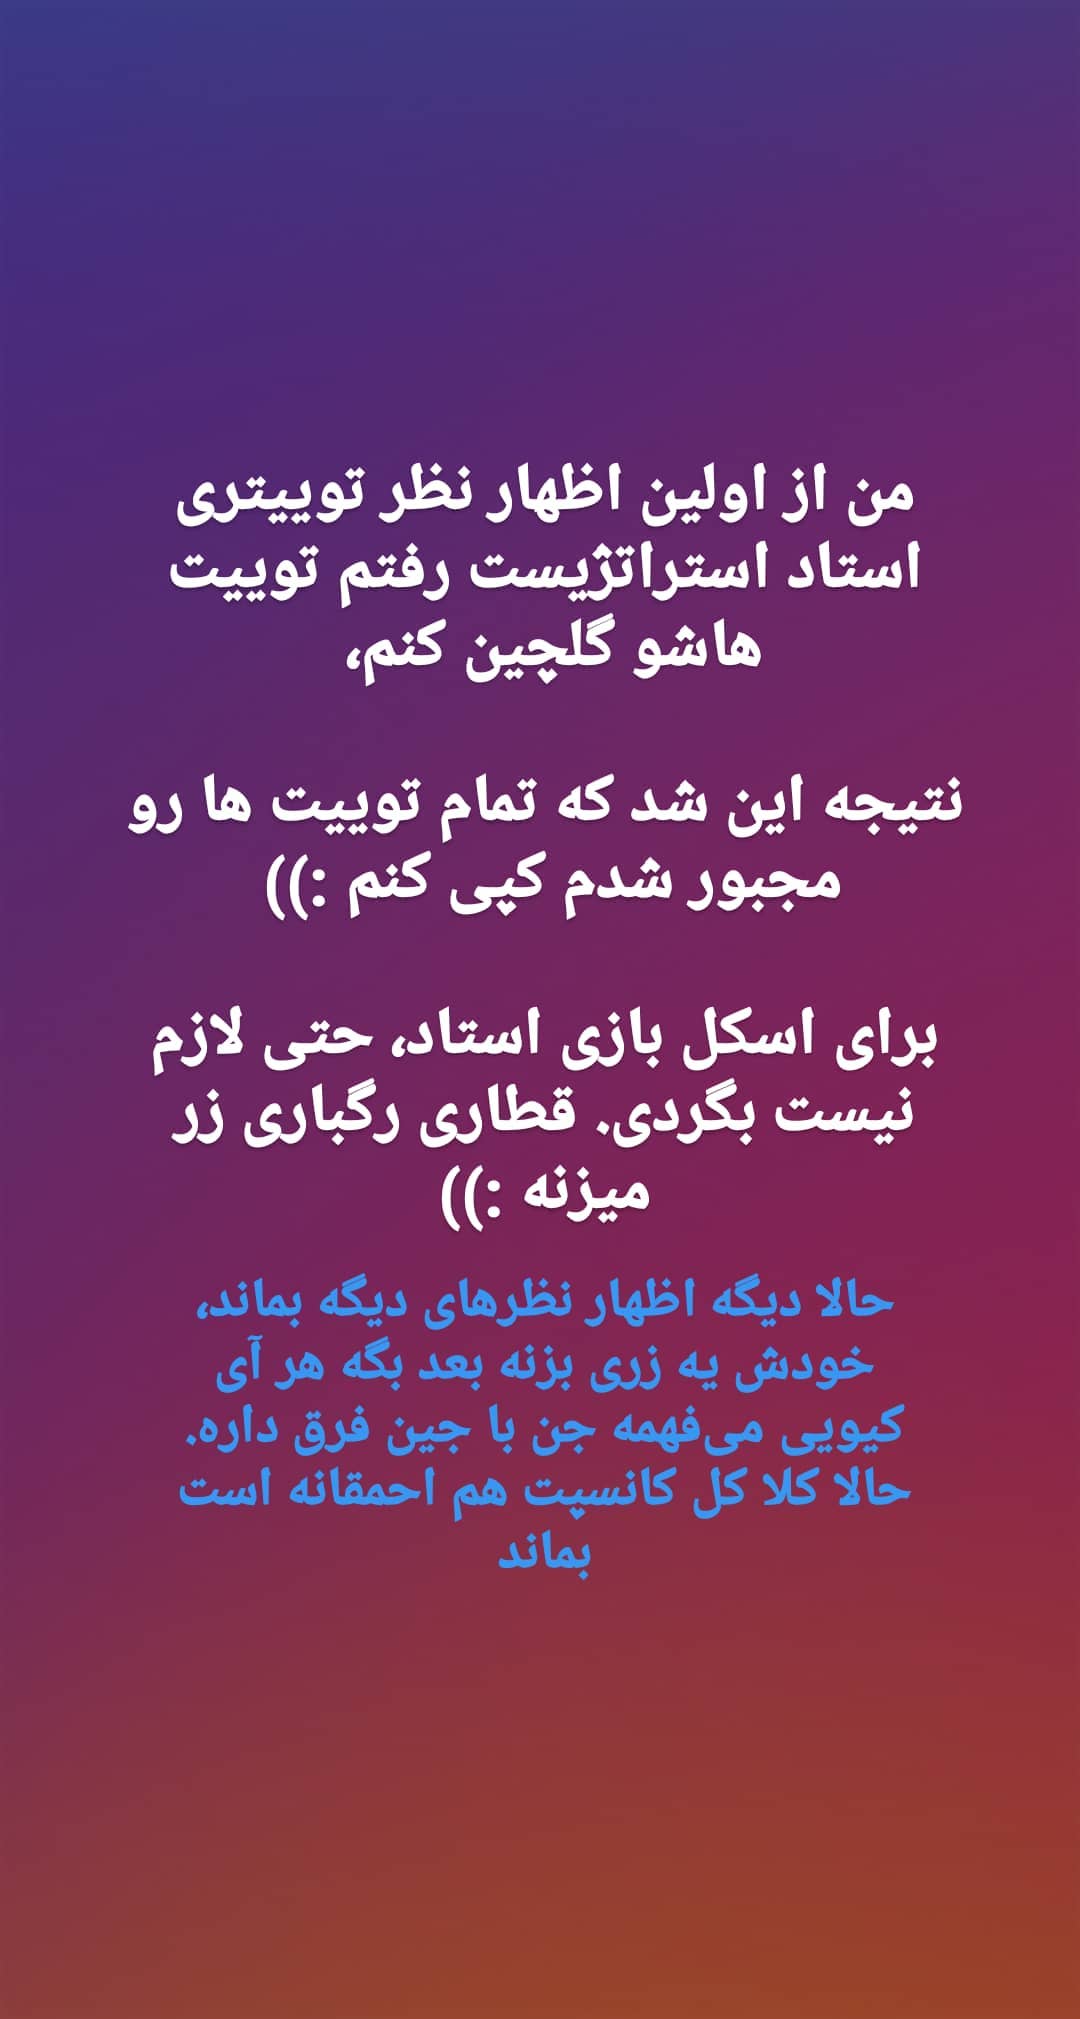 من از اولین اظهار نظر توییتری
استاد استراتژیست رفتم توییت
هاشو گلچین کنم،
نتیجه این شد که تمام توییت ها رو
مجبور شدم کپی کنم :))
برای اسکل بازی استاد، حتی لازم
نیست بگردی. قطاری رگباری زر
میزنه :))
حالا دیگه اظهار نظرهای دیگه بماند،
خودش یه زری بزنه بعد بگه هر آی
کیویی می‌فهمه جن با جین فرق داره.
حالا کلا کل کانسپت هم احمقانه است
بماند